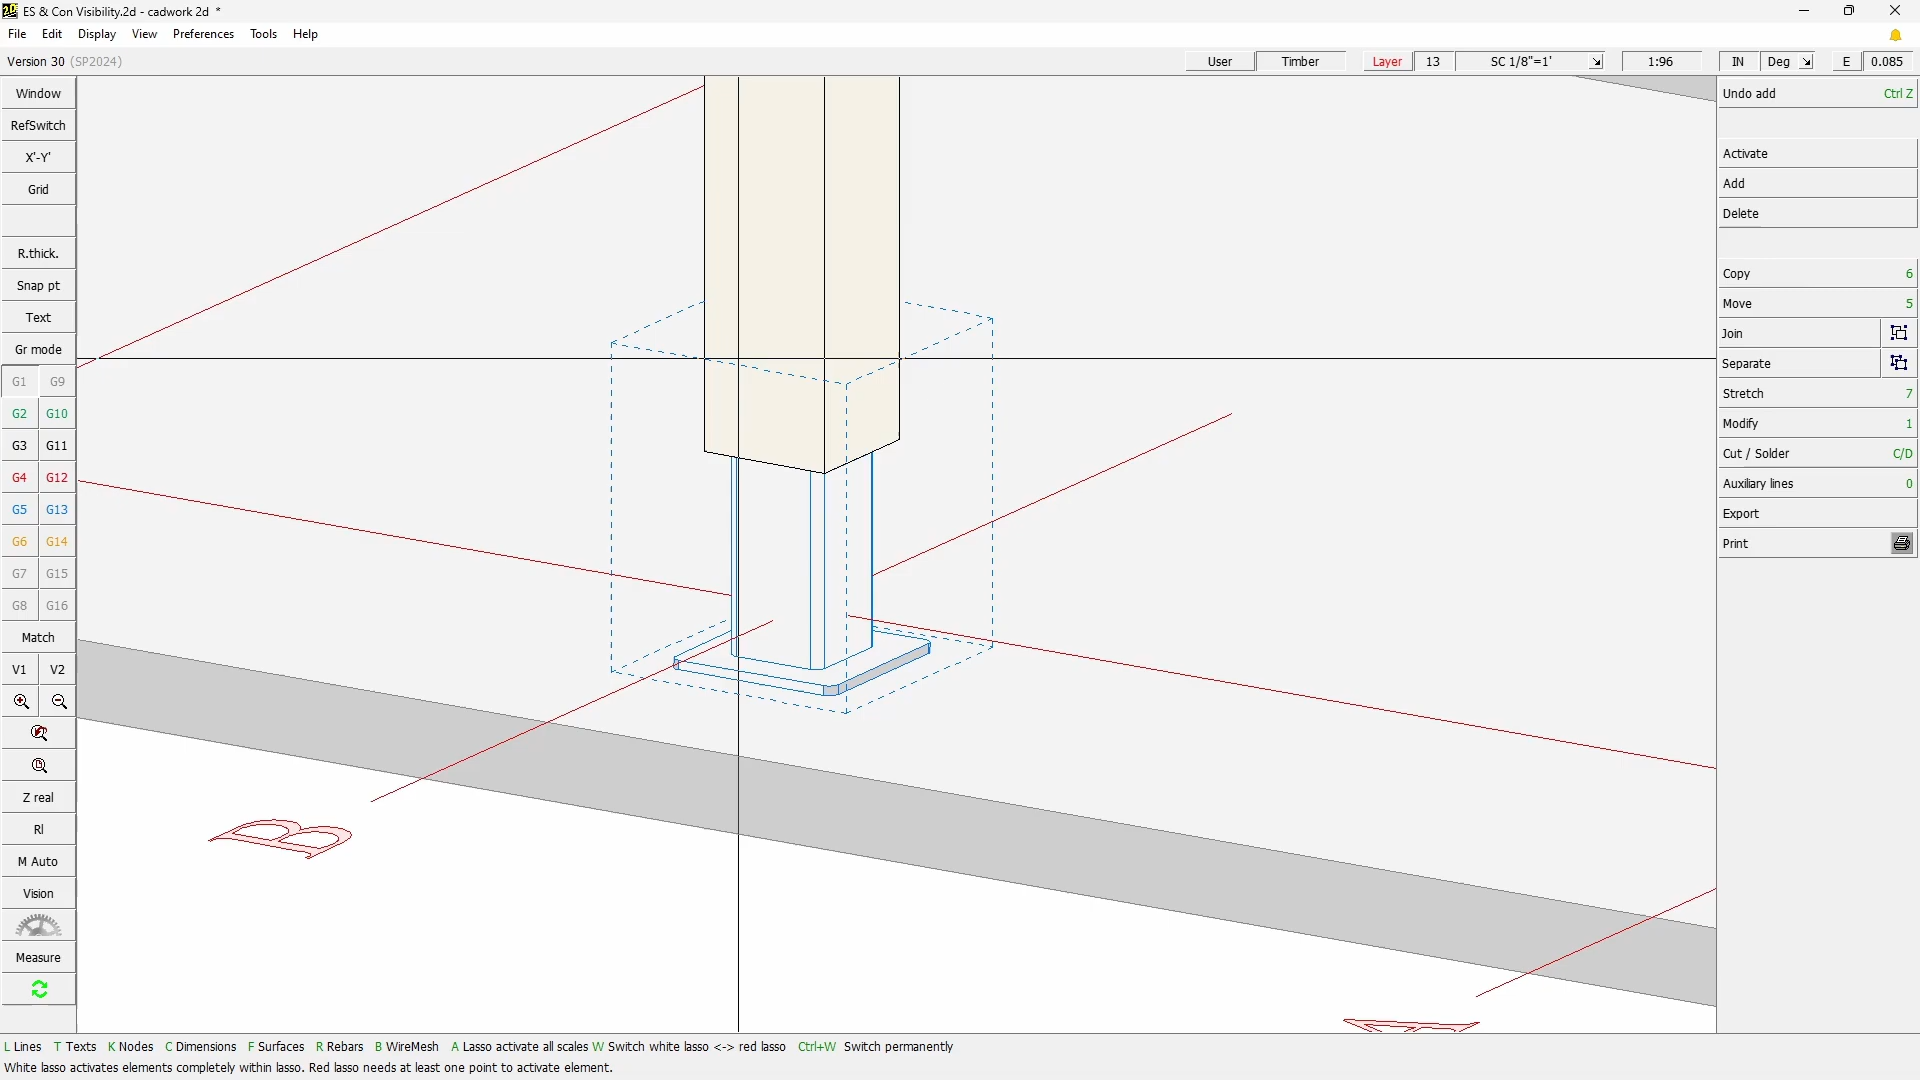 ES & Con Visibility.2d - cadwork 2d *
File Edit Display View Preferences Tools Help
Version 30 (SP2024) User Timber Layer 13 SC 1/8"=1' 1:96 IN Deg E 0.085
Window
RefSwitch
X'-Y'
Grid
R.thick.
Snap pt
Text
Gr mode
G1 G9
G2 G10
G3 G11
G4 G12
G5 G13
G6 G14
G7 G15
G8 G16
Match
V1 V2
Z real
Rl
M Auto
Vision
Measure
B
Undo add Ctrl Z
Activate
Add
Delete
Copy 6
Move 5
Join
Separate
Stretch 7
Modify 1
Cut / Solder C/D
Auxiliary lines 0
Export
Print
L Lines T Texts K Nodes C Dimensions F Surfaces R Rebars B WireMesh A Lasso activate all scales W Switch white lasso <-> red lasso Ctrl+W Switch permanently
White lasso activates elements completely within lasso. Red lasso needs at least one point to activate element.